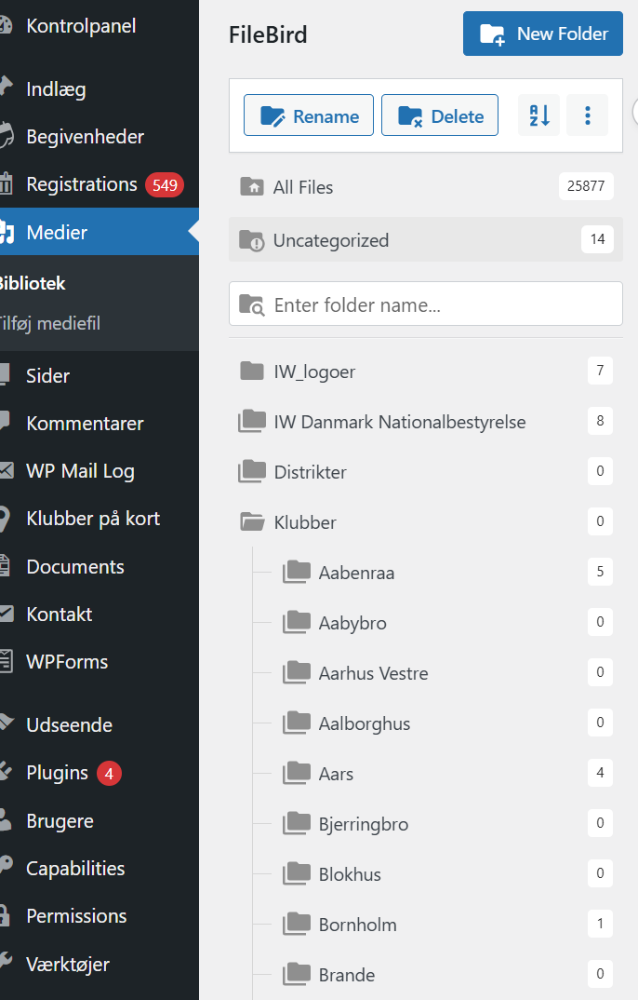 Kontrolpanel
Indlæg
Begivenheder
Registrations 549
Medier
Bibliotek
Tilføj mediefil
Sider
Kommentarer
WP Mail Log
Klubber på kort
Documents
Kontakt
WPForms
Udseende
Plugins 4
Brugere
Capabilities
Permissions
Værktøjer
FileBird
New Folder
Rename
Delete
All Files 25877
Uncategorized 14
Enter folder name...
IW_logoer 7
IW Danmark Nationalbestyrelse 8
Distrikter 0
Klubber 0
Aabenraa 5
Aabybro 0
Aarhus Vestre 0
Aalborghus 0
Aars 4
Bjerringbro 0
Blokhus 0
Bornholm 1
Brande 0